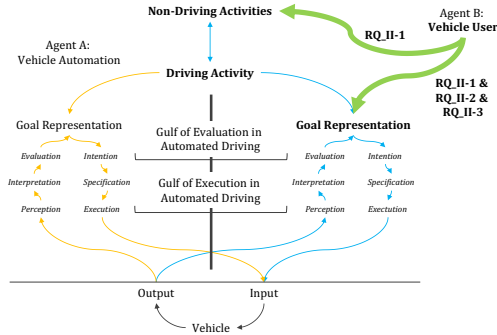 Non-Driving Activities
Agent B:
Vehicle User
RQ_II-1
Agent A:
Vehicle Automation
Driving Activity
RQ_II-1 &
RQ_II-2 &
RQ_II-3
Goal Representation
Gulf of Evaluation in
Automated Driving
Goal Representation
Evaluation
Intention
Evaluation
Intention
Interpretation
Specification
Gulf of Execution in
Automated Driving
Interpretation
Specification
Perception
Execution
Perception
Exectution
Output
Input
Vehicle